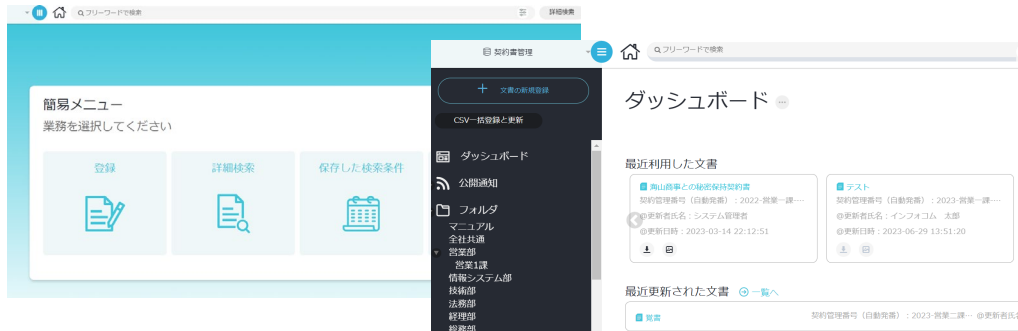 フリーワードで検索
詳細検索
簡易メニュー
業務を選択してください
登録
詳細検索
保存した検索条件
契約書管理
文書の新規登録
CSV一括登録と更新
ダッシュボード
公開通知
フォルダ
マニュアル
全社共通
営業部
営業1課
情報システム部
技術部
法務部
経理部
総務部
フリーワードで検索
ダッシュボード
最近利用した文書
海山商事との秘密保持契約書
契約管理番号（自動発番）：2022-営業一課…
@更新者氏名：システム管理者
@更新日時：2023-03-14 22:12:51
テスト
契約管理番号（自動発番）：2023-営業一課…
@更新者氏名：インフォコム 太郎
@更新日時：2023-06-29 13:51:20
最近更新された文書 一覧へ
覚書 契約管理番号（自動発番）：2023-営業二課… @更新者氏名